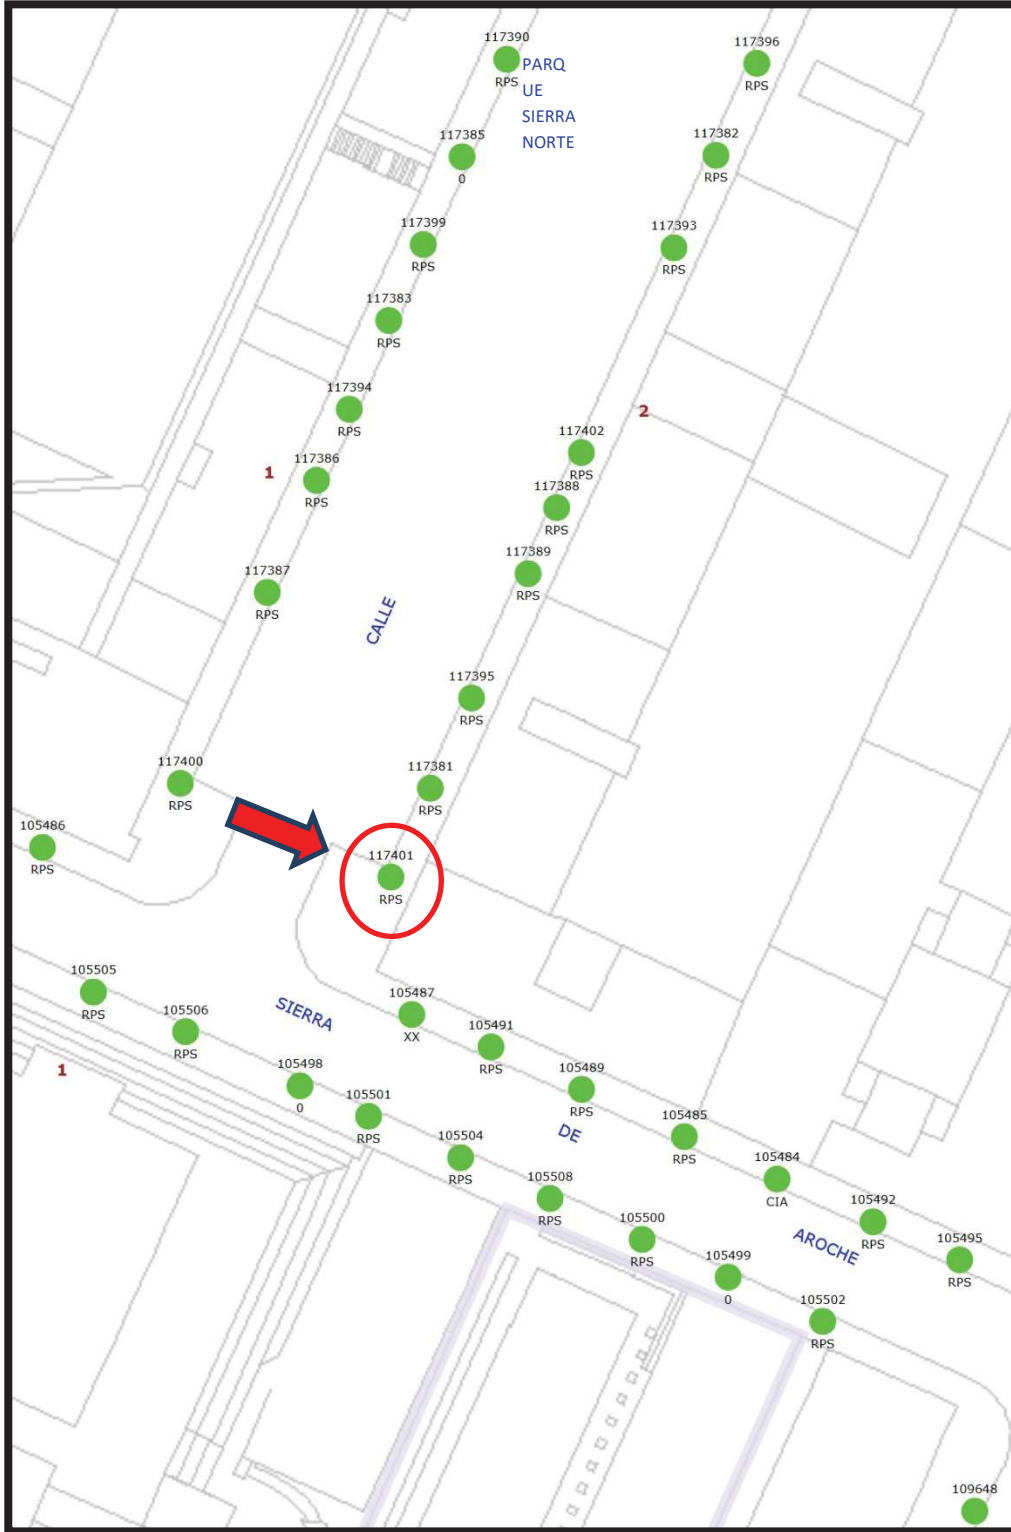 117390
RPS
PARQ
UE
SIERRA
NORTE
117396
117385
0
117382
RPS
117399
RPS
117393
RPS
117383
RPS
117394
RPS
2
117402
RPS
117386
RPS
1
117388
RPS
117389
RPS
117387
RPS
CALLE
117395
RPS
117400
RPS
117381
RPS
105486
RPS
117401
RPS
105505
RPS
105487
XX
SIERRA
105506
RPS
105491
RPS
1
105498
0
105489
RPS
105501
RPS
DE
105485
RPS
105504
RPS
105484
CIA
105508
RPS
105492
RPS
105500
RPS
AROCHE
105495
RPS
105499
0
105502
RPS
109648